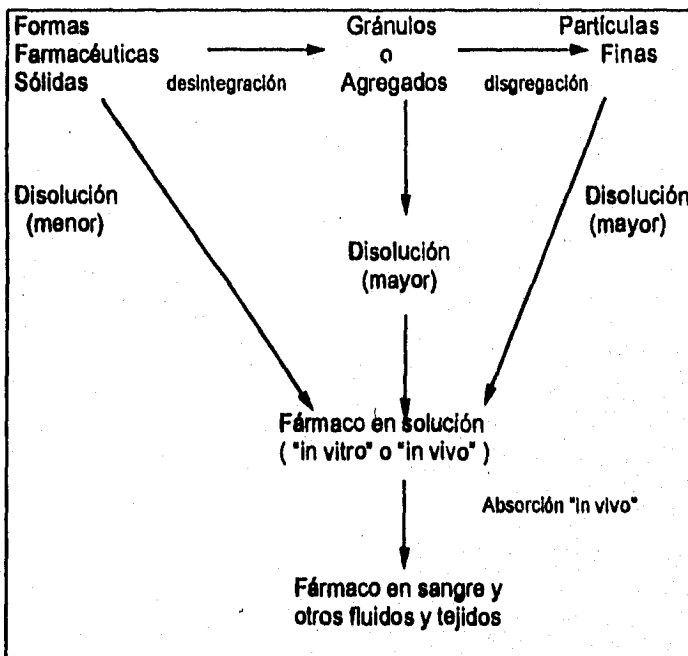 Formas
Farmacéuticas
Sólidas
desintegración
Gránulos
o
Agregados
disgregación
Partículas
Finas
Disolución
(menor)
Disolución
(mayor)
Disolución
(mayor)
Fármaco en solución
( "in vitro" o "in vivo" )
Absorción "in vivo"
Fármaco en sangre y
otros fluidos y tejidos